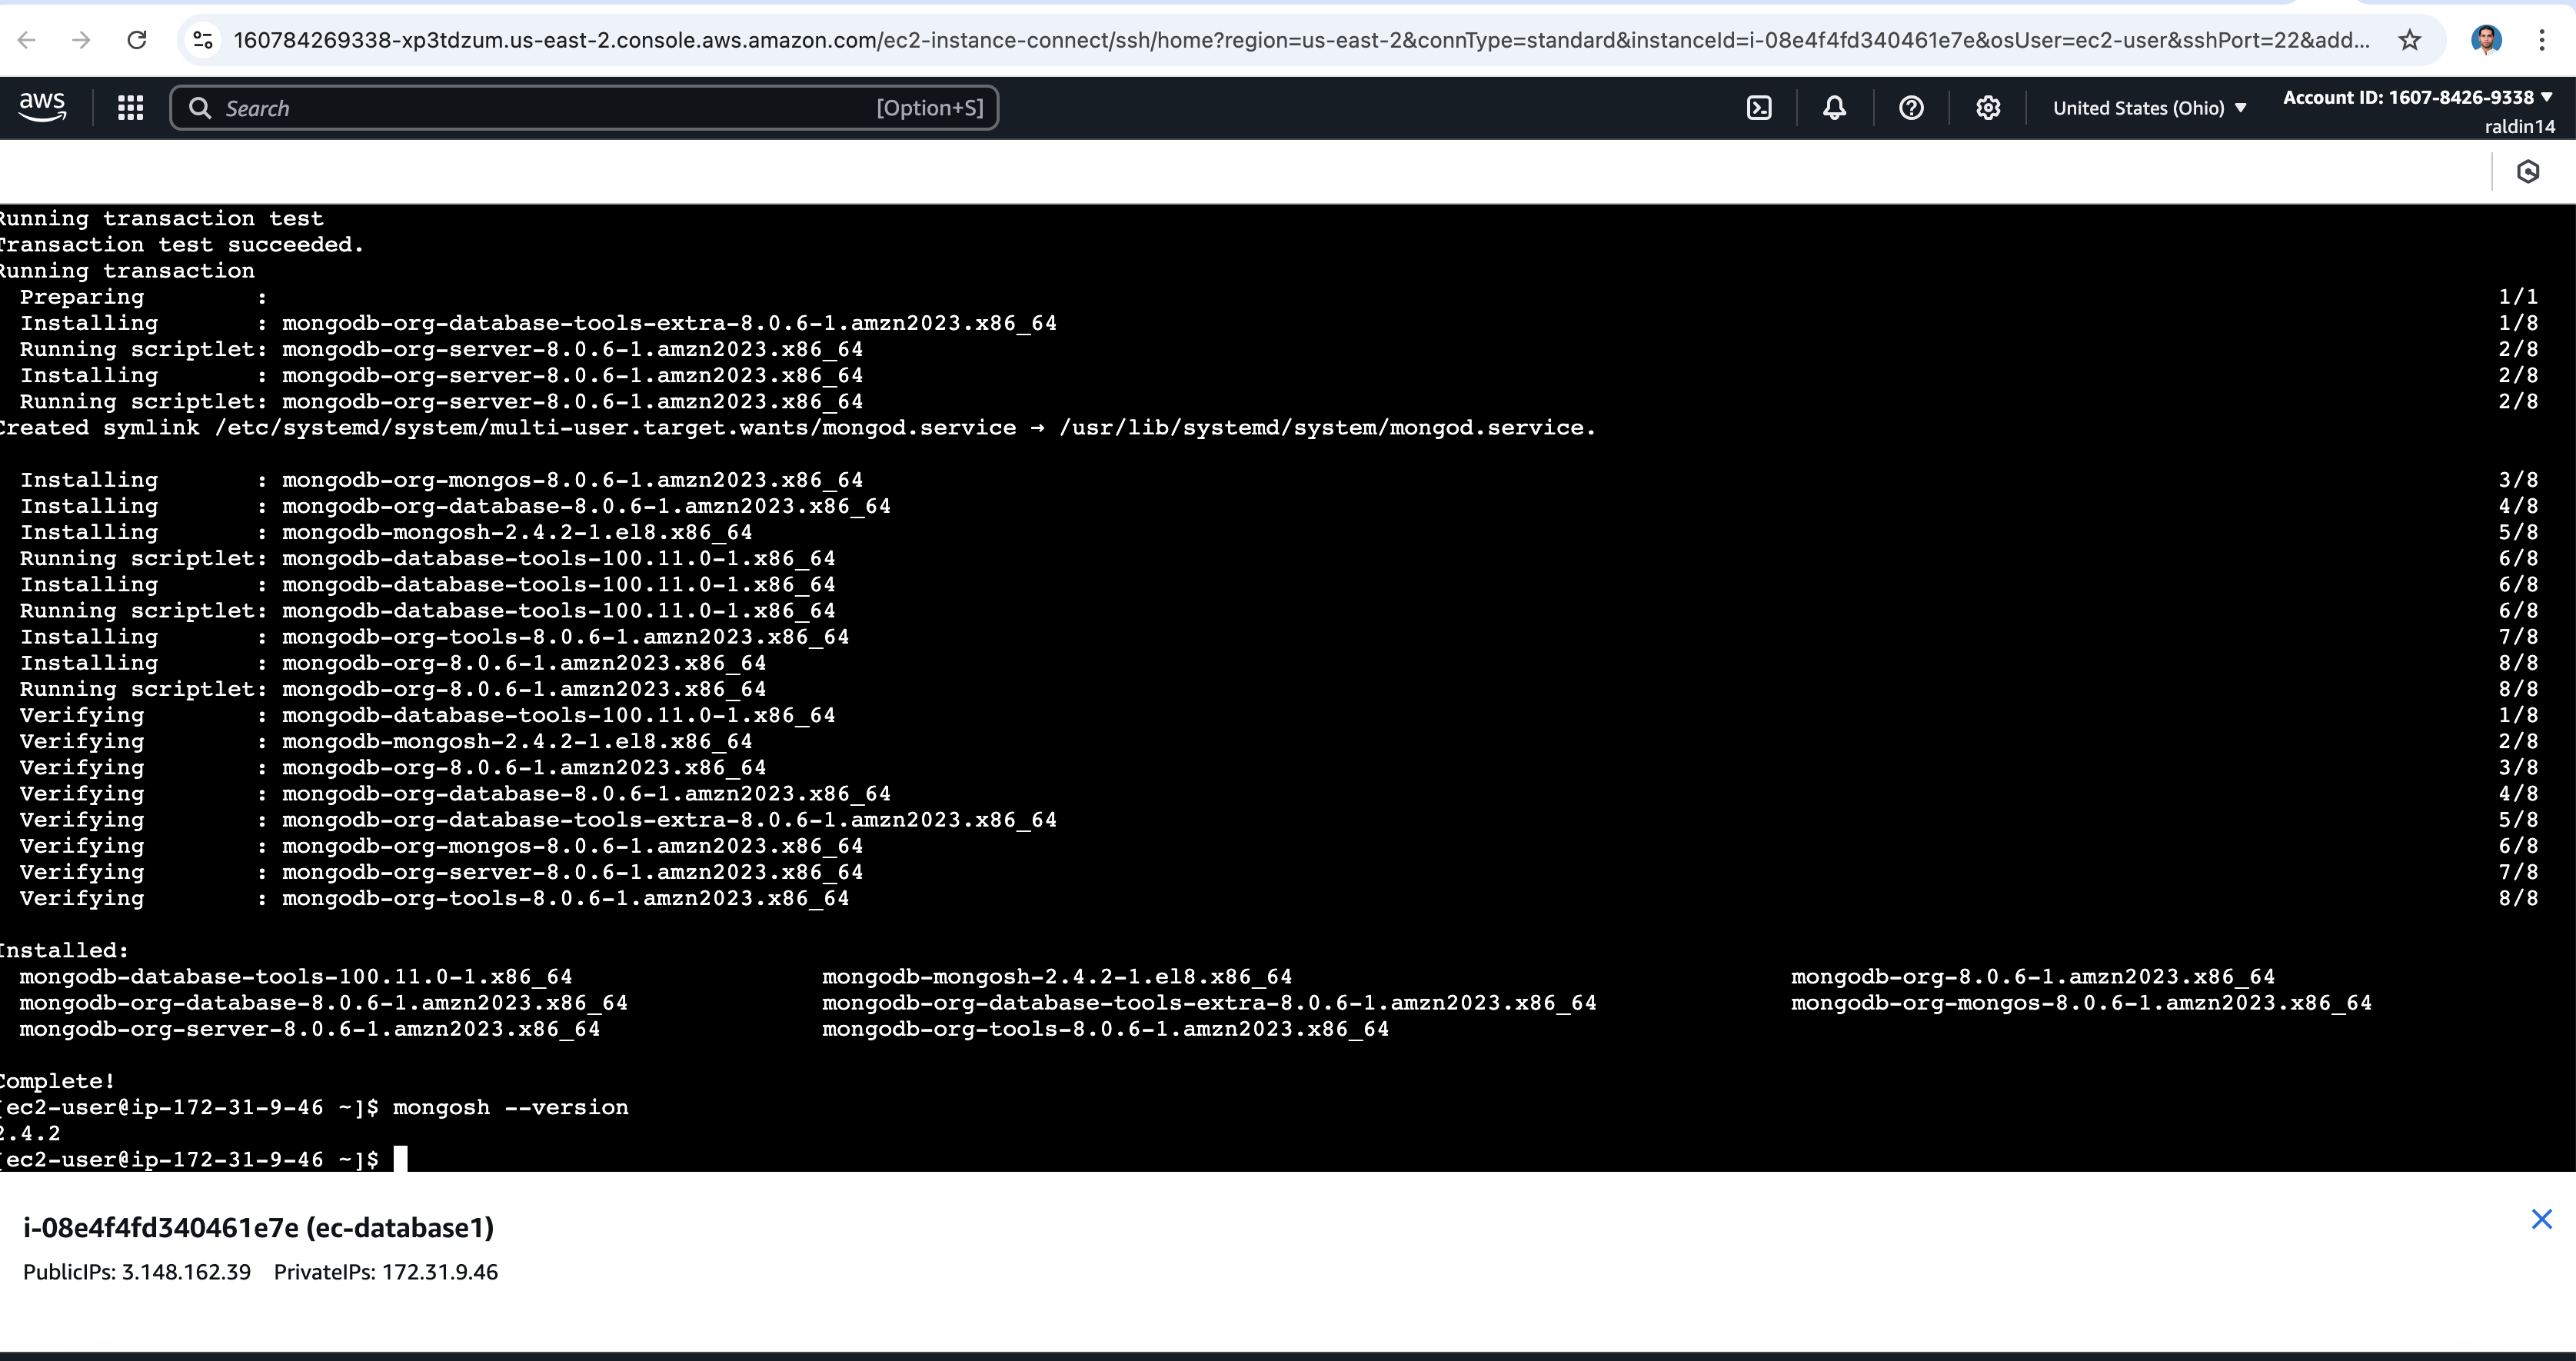 160784269338-xp3tdzum.us-east-2.console.aws.amazon.com/ec2-instance-connect/ssh/home?region=us-east-2&connType=standard&instanceId=i-08e4f4fd340461e7e&osUser=ec2-user&sshPort=22&add...
aws Search [Option+S] United States (Ohio) Account ID: 1607-8426-9338
raldin14
Running transaction test
Transaction test succeeded.
Running transaction
Preparing : 1/1
Installing : mongodb-org-database-tools-extra-8.0.6-1.amzn2023.x86_64 1/8
Running scriptlet: mongodb-org-server-8.0.6-1.amzn2023.x86_64 2/8
Installing : mongodb-org-server-8.0.6-1.amzn2023.x86_64 2/8
Running scriptlet: mongodb-org-server-8.0.6-1.amzn2023.x86_64 2/8
Created symlink /etc/systemd/system/multi-user.target.wants/mongod.service → /usr/lib/systemd/system/mongod.service.
Installing : mongodb-org-mongos-8.0.6-1.amzn2023.x86_64 3/8
Installing : mongodb-org-database-8.0.6-1.amzn2023.x86_64 4/8
Installing : mongodb-mongosh-2.4.2-1.el8.x86_64 5/8
Running scriptlet: mongodb-database-tools-100.11.0-1.x86_64 6/8
Installing : mongodb-database-tools-100.11.0-1.x86_64 6/8
Running scriptlet: mongodb-database-tools-100.11.0-1.x86_64 6/8
Installing : mongodb-org-tools-8.0.6-1.amzn2023.x86_64 7/8
Installing : mongodb-org-8.0.6-1.amzn2023.x86_64 8/8
Running scriptlet: mongodb-org-8.0.6-1.amzn2023.x86_64 8/8
Verifying : mongodb-database-tools-100.11.0-1.x86_64 1/8
Verifying : mongodb-mongosh-2.4.2-1.el8.x86_64 2/8
Verifying : mongodb-org-8.0.6-1.amzn2023.x86_64 3/8
Verifying : mongodb-org-database-8.0.6-1.amzn2023.x86_64 4/8
Verifying : mongodb-org-database-tools-extra-8.0.6-1.amzn2023.x86_64 5/8
Verifying : mongodb-org-mongos-8.0.6-1.amzn2023.x86_64 6/8
Verifying : mongodb-org-server-8.0.6-1.amzn2023.x86_64 7/8
Verifying : mongodb-org-tools-8.0.6-1.amzn2023.x86_64 8/8
Installed:
mongodb-database-tools-100.11.0-1.x86_64 mongodb-mongosh-2.4.2-1.el8.x86_64 mongodb-org-8.0.6-1.amzn2023.x86_64
mongodb-org-database-8.0.6-1.amzn2023.x86_64 mongodb-org-database-tools-extra-8.0.6-1.amzn2023.x86_64 mongodb-org-mongos-8.0.6-1.amzn2023.x86_64
mongodb-org-server-8.0.6-1.amzn2023.x86_64 mongodb-org-tools-8.0.6-1.amzn2023.x86_64
Complete!
[ec2-user@ip-172-31-9-46 ~]$ mongosh --version
2.4.2
[ec2-user@ip-172-31-9-46 ~]$
i-08e4f4fd340461e7e (ec-database1)
PublicIPs: 3.148.162.39 PrivateIPs: 172.31.9.46